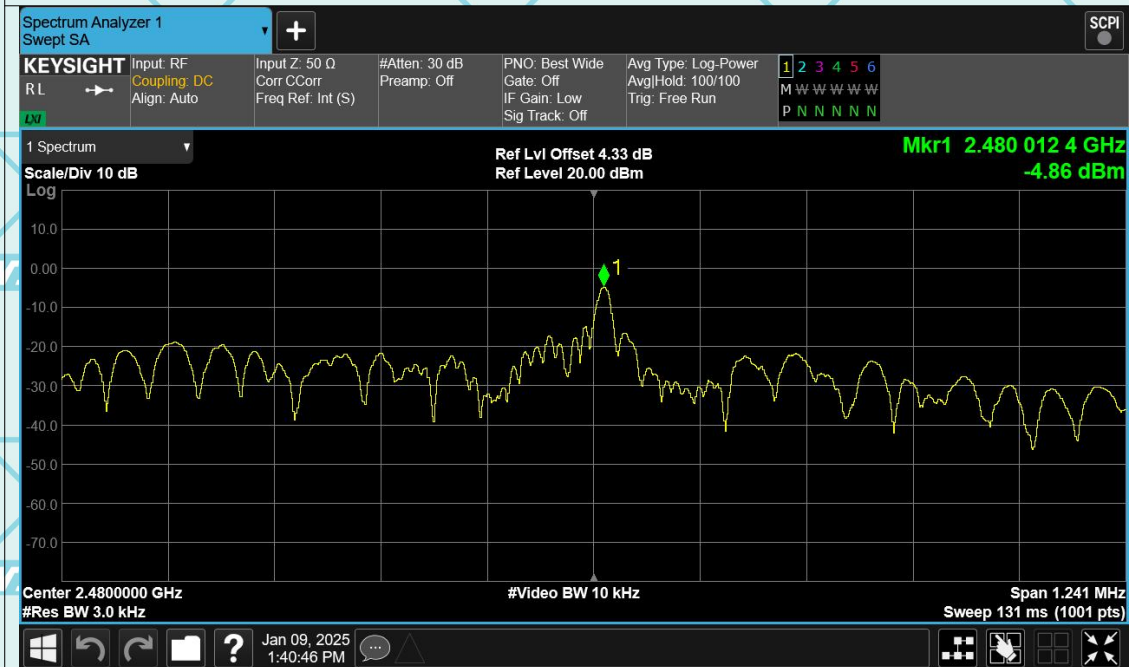 Spectrum Analyzer 1
Swept SA
+
SCPI
KEYSIGHT
RL
LXI
Input: RF
Coupling: DC
Align: Auto
Input Z: 50 Ω
Corr CCorr
Freq Ref: Int (S)
#Atten: 30 dB
Preamp: Off
PNO: Best Wide
Gate: Off
IF Gain: Low
Sig Track: Off
Avg Type: Log-Power
Avg|Hold: 100/100
Trig: Free Run
1 2 3 4 5 6
M W W W W W
P N N N N N
1 Spectrum
Scale/Div 10 dB
Ref Lvl Offset 4.33 dB
Ref Level 20.00 dBm
Mkr1 2.480 012 4 GHz
-4.86 dBm
Log
10.0
0.00
-10.0
-20.0
-30.0
-40.0
-50.0
-60.0
-70.0
1
Center 2.4800000 GHz
#Video BW 10 kHz
Span 1.241 MHz
#Res BW 3.0 kHz
Sweep 131 ms (1001 pts)
?
Jan 09, 2025
1:40:46 PM